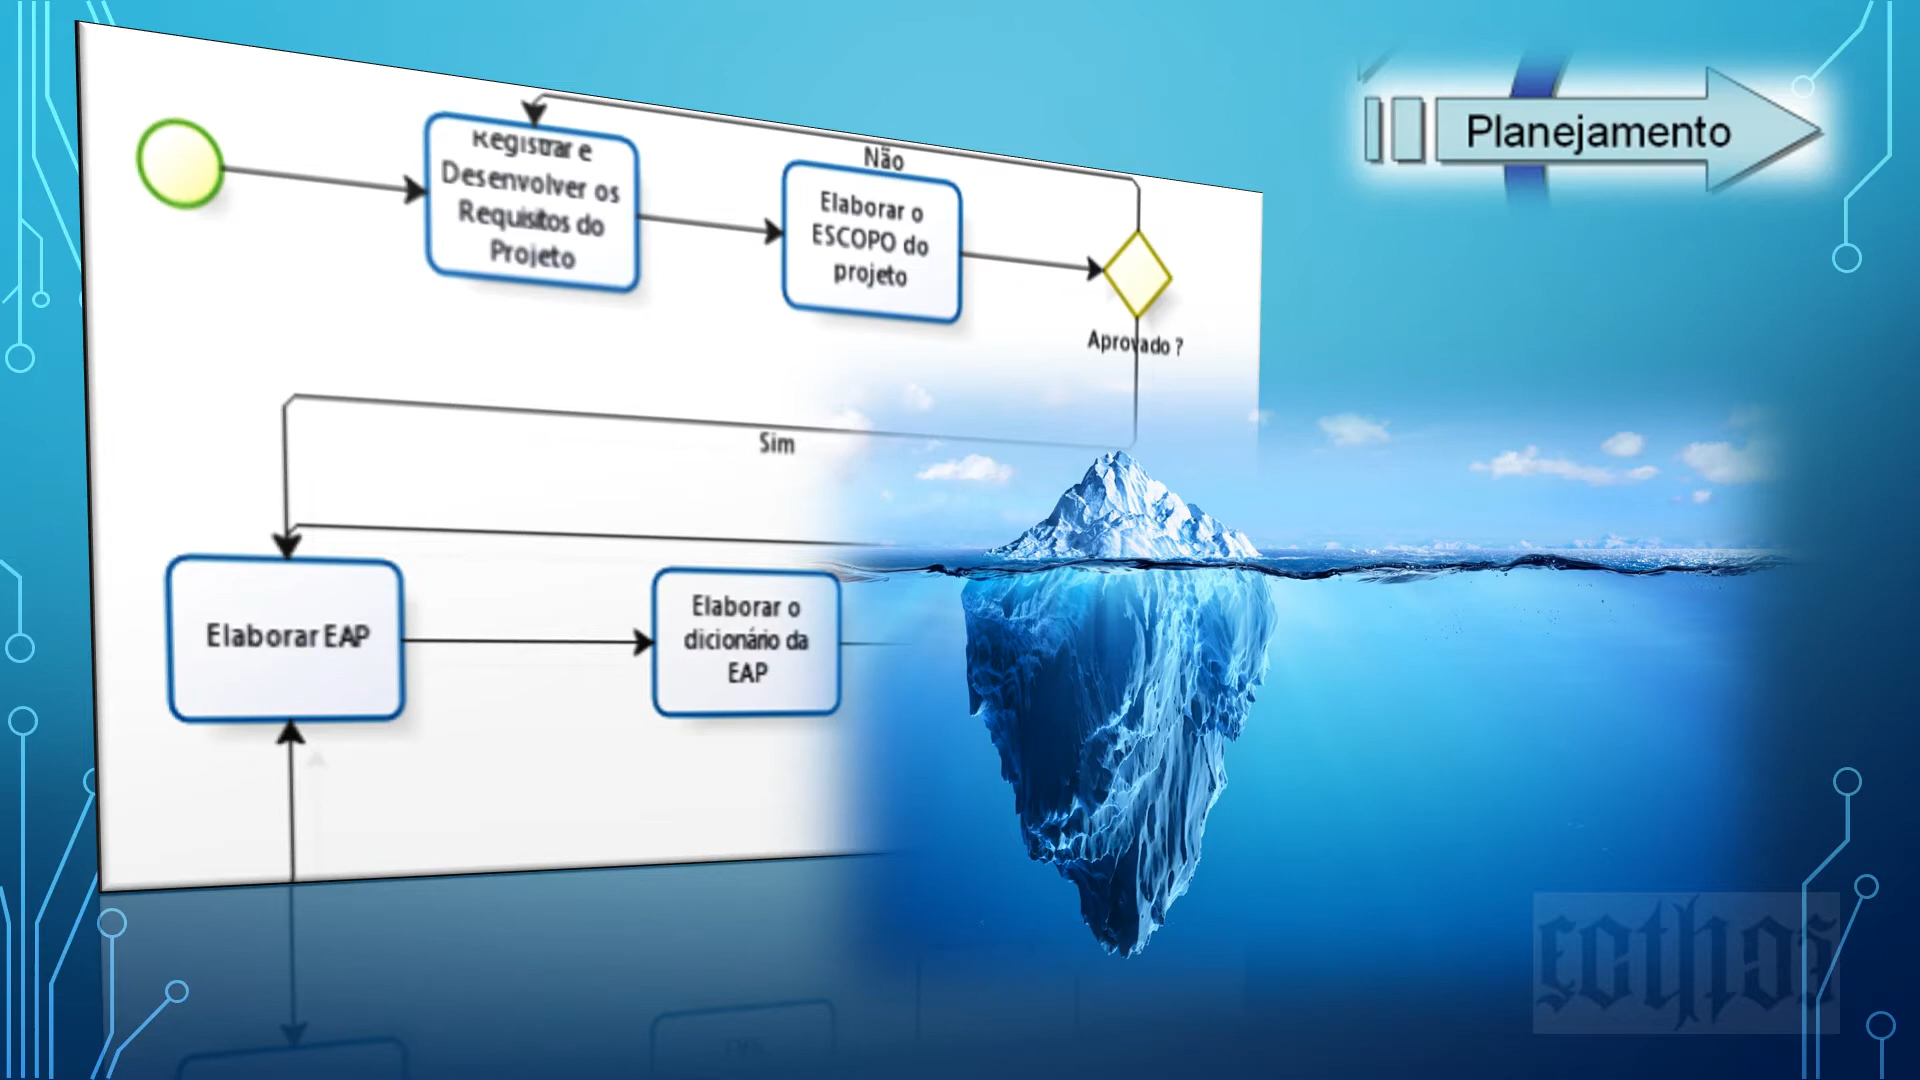 Planejamento
Registrar e
Desenvolver os
Requisitos do
Projeto
Não
Elaborar o
ESCOPO do
projeto
Aprovado ?
Sim
Elaborar EAP
Elaborar o
dicionário da
EAP